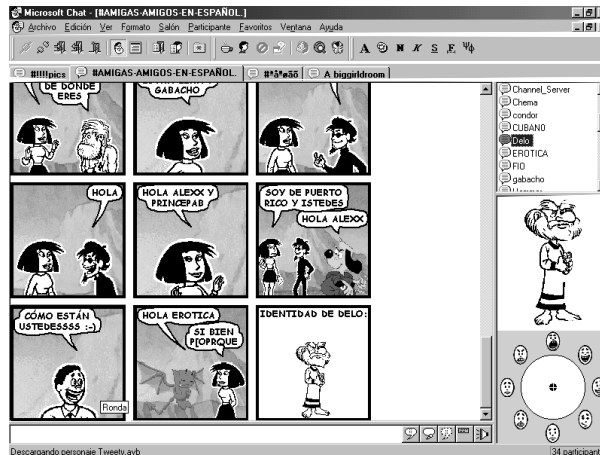 Microsoft Chat - [#AMIGAS-AMIGOS-EN-ESPAÑOL.]
Archivo Edición Ver Formato Salón Participante Favoritos Ventana Ayuda
#!!!!pics #AMIGAS-AMIGOS-EN-ESPAÑOL. A biggirldroom
DE DONDE
ERES
GABACHO
HOLA
HOLA ALEXX Y
PRINCEPAB
SOY DE PUERTO
RICO Y ISTEDES
HOLA ALEXX
CÓMO ESTÁN
USTEDESSSS :-)
Ronda
HOLA EROTICA
SI BIEN
P[OPRQUE
IDENTIDAD DE DELO:
Channel_Server
Chema
condor
CUBANO
Delo
EROTICA
FIO
gabacho
Descargando personaje Tweety.avb
34 participant